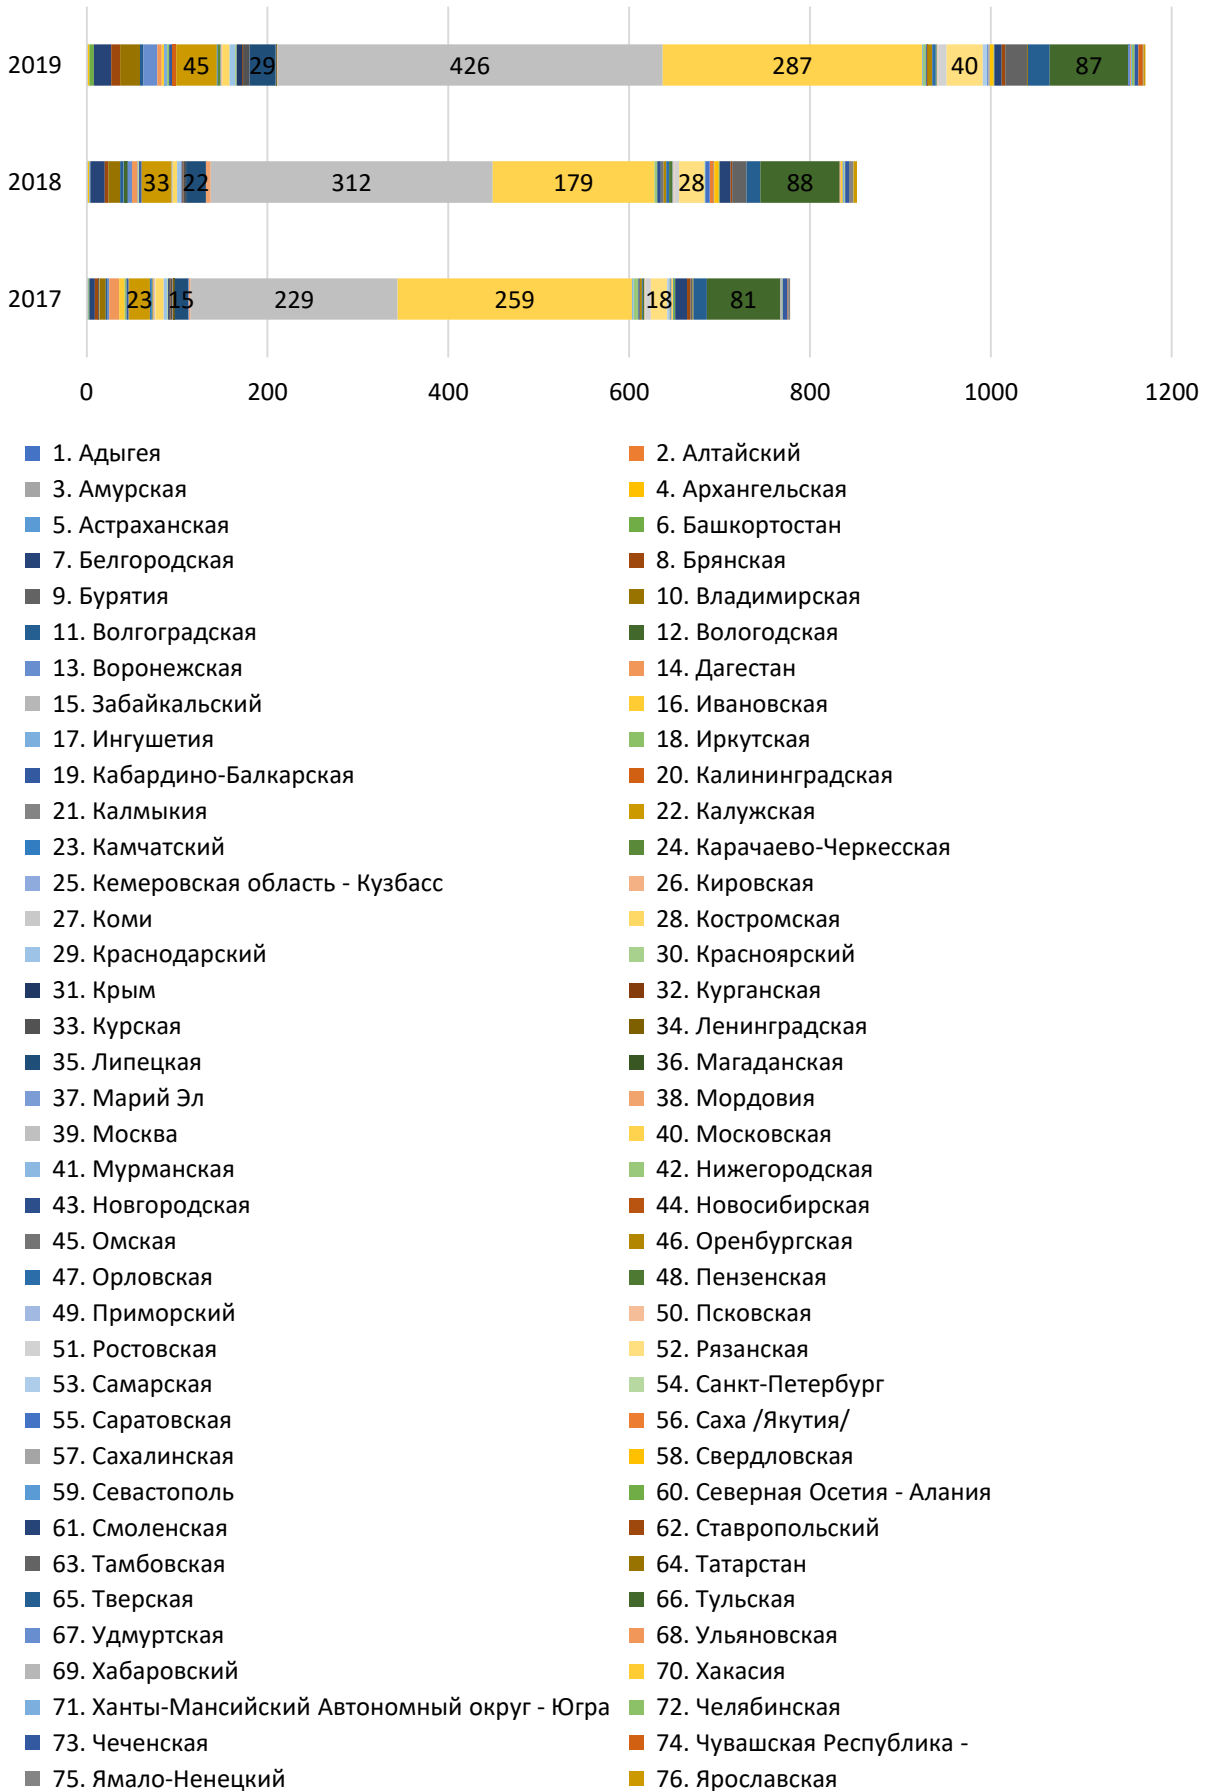 2019 45 29 426 287 40 87
2018 33 22 312 179 28 88
2017 23 15 229 259 18 81
0 200 400 600 800 1000 1200
1. Адыгея 2. Алтайский
3. Амурская 4. Архангельская
5. Астраханская 6. Башкортостан
7. Белгородская 8. Брянская
9. Бурятия 10. Владимирская
11. Волгоградская 12. Вологодская
13. Воронежская 14. Дагестан
15. Забайкальский 16. Ивановская
17. Ингушетия 18. Иркутская
19. Кабардино-Балкарская 20. Калининградская
21. Калмыкия 22. Калужская
23. Камчатский 24. Карачаево-Черкесская
25. Кемеровская область - Кузбасс 26. Кировская
27. Коми 28. Костромская
29. Краснодарский 30. Красноярский
31. Крым 32. Курганская
33. Курская 34. Ленинградская
35. Липецкая 36. Магаданская
37. Марий Эл 38. Мордовия
39. Москва 40. Московская
41. Мурманская 42. Нижегородская
43. Новгородская 44. Новосибирская
45. Омская 46. Оренбургская
47. Орловская 48. Пензенская
49. Приморский 50. Псковская
51. Ростовская 52. Рязанская
53. Самарская 54. Санкт-Петербург
55. Саратовская 56. Саха /Якутия/
57. Сахалинская 58. Свердловская
59. Севастополь 60. Северная Осетия - Алания
61. Смоленская 62. Ставропольский
63. Тамбовская 64. Татарстан
65. Тверская 66. Тульская
67. Удмуртская 68. Ульяновская
69. Хабаровский 70. Хакасия
71. Ханты-Мансийский Автономный округ - Югра 72. Челябинская
73. Чеченская 74. Чувашская Республика -
75. Ямало-Ненецкий 76. Ярославская